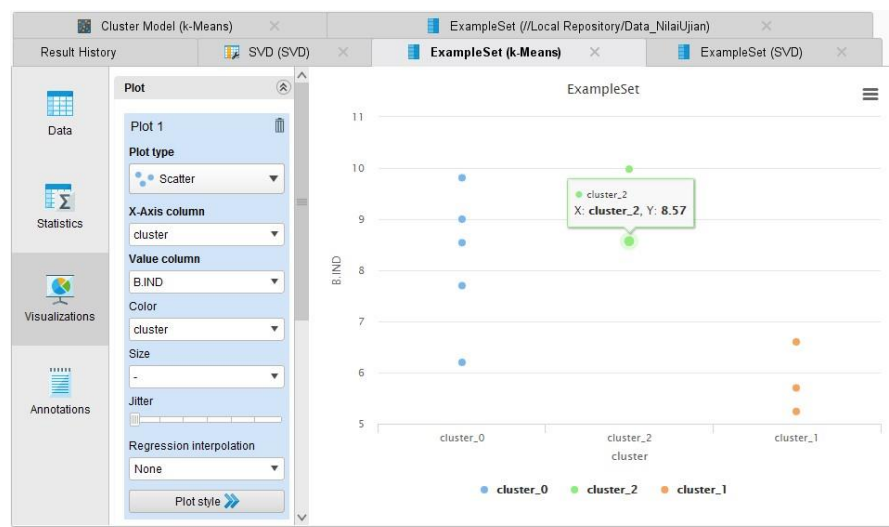 Cluster Model (k-Means)
ExampleSet (//Local Repository/Data_NilaiUjian)
Result History
SVD (SVD)
ExampleSet (k-Means)
ExampleSet (SVD)
Data
Statistics
Visualizations
Annotations
Plot
Plot 1
Plot type
Scatter
X-Axis column
cluster
Value column
B.IND
Color
cluster
Size
-
Jitter
Regression interpolation
None
Plot style
ExampleSet
B.IND
11
10
9
8
7
6
5
cluster_2
X: cluster_2, Y: 8.57
cluster_0
cluster_2
cluster_1
cluster
cluster_0
cluster_2
cluster_1